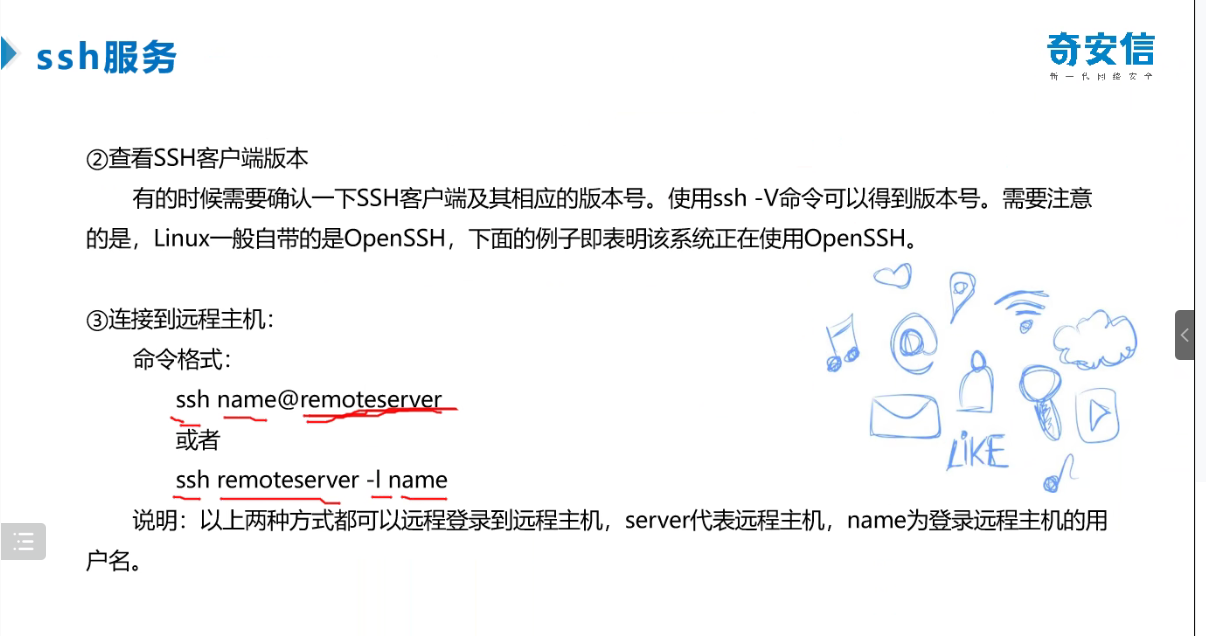 ssh服务
奇安信
新一代网络安全
②查看SSH客户端版本
有的时候需要确认一下SSH客户端及其相应的版本号。使用ssh -V命令可以得到版本号。需要注意
的是，Linux一般自带的是OpenSSH，下面的例子即表明该系统正在使用OpenSSH。
③连接到远程主机：
命令格式：
ssh name@remoteserver
或者
ssh remoteserver -l name
说明：以上两种方式都可以远程登录到远程主机，server代表远程主机，name为登录远程主机的用
户名。
LIKE